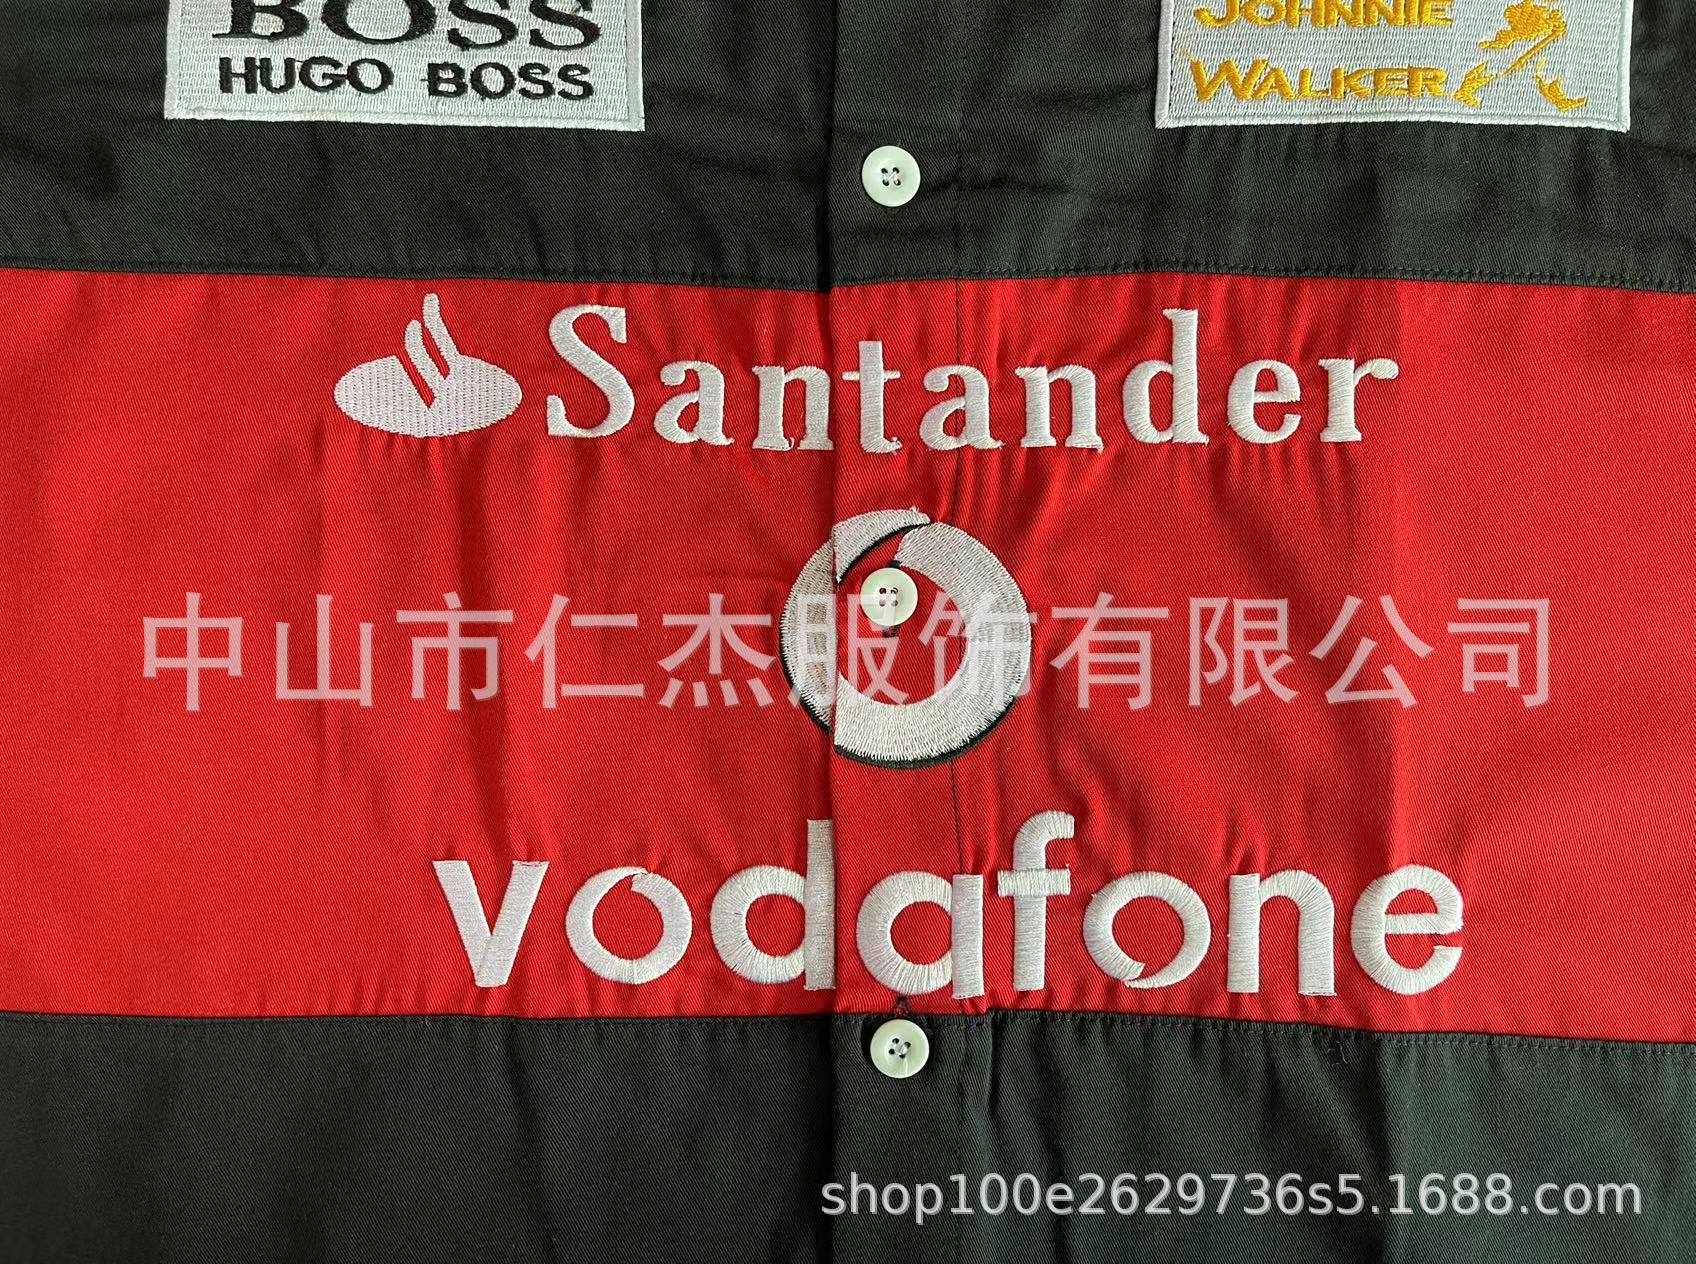 BOSS
HUGO BOSS
JOHNNIE
WALKER
Santander
中山市仁杰服饰有限公司
vodafone
shop100e2629736s5.1688.com